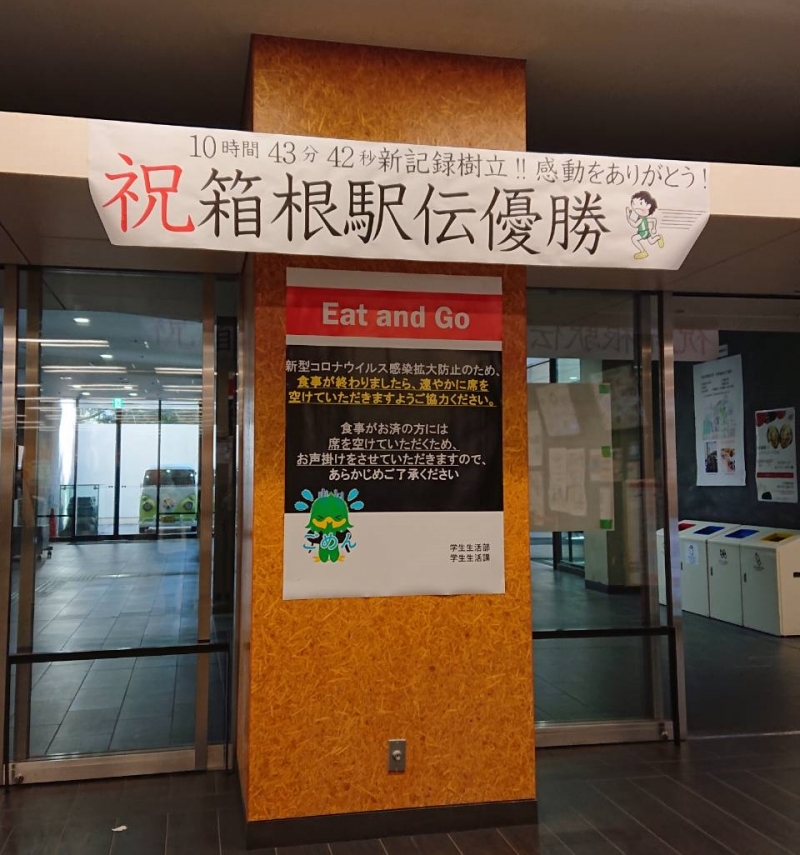 10時間43分42秒新記録樹立!!感動をありがとう!
祝箱根駅伝優勝
Eat and Go
新型コロナウイルス感染拡大防止のため、
食事が終わりましたら、速やかに席を
空けていただきますようご協力ください。
食事がお済の方には
席を空けていただくため、
お声掛けをさせていただきますので、
あらかじめご了承ください
ごめん
学生生活部
学生生活課